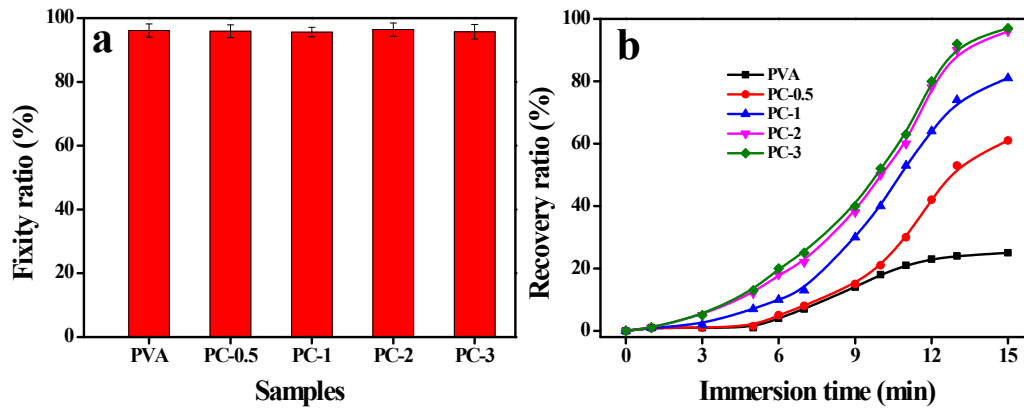 a
100
80
60
40
20
0
Fixity ratio (%)
PVA PC-0.5 PC-1 PC-2 PC-3
Samples
b
100
80
60
40
20
0
Recovery ratio (%)
PVA
PC-0.5
PC-1
PC-2
PC-3
0 3 6 9 12 15
Immersion time (min)